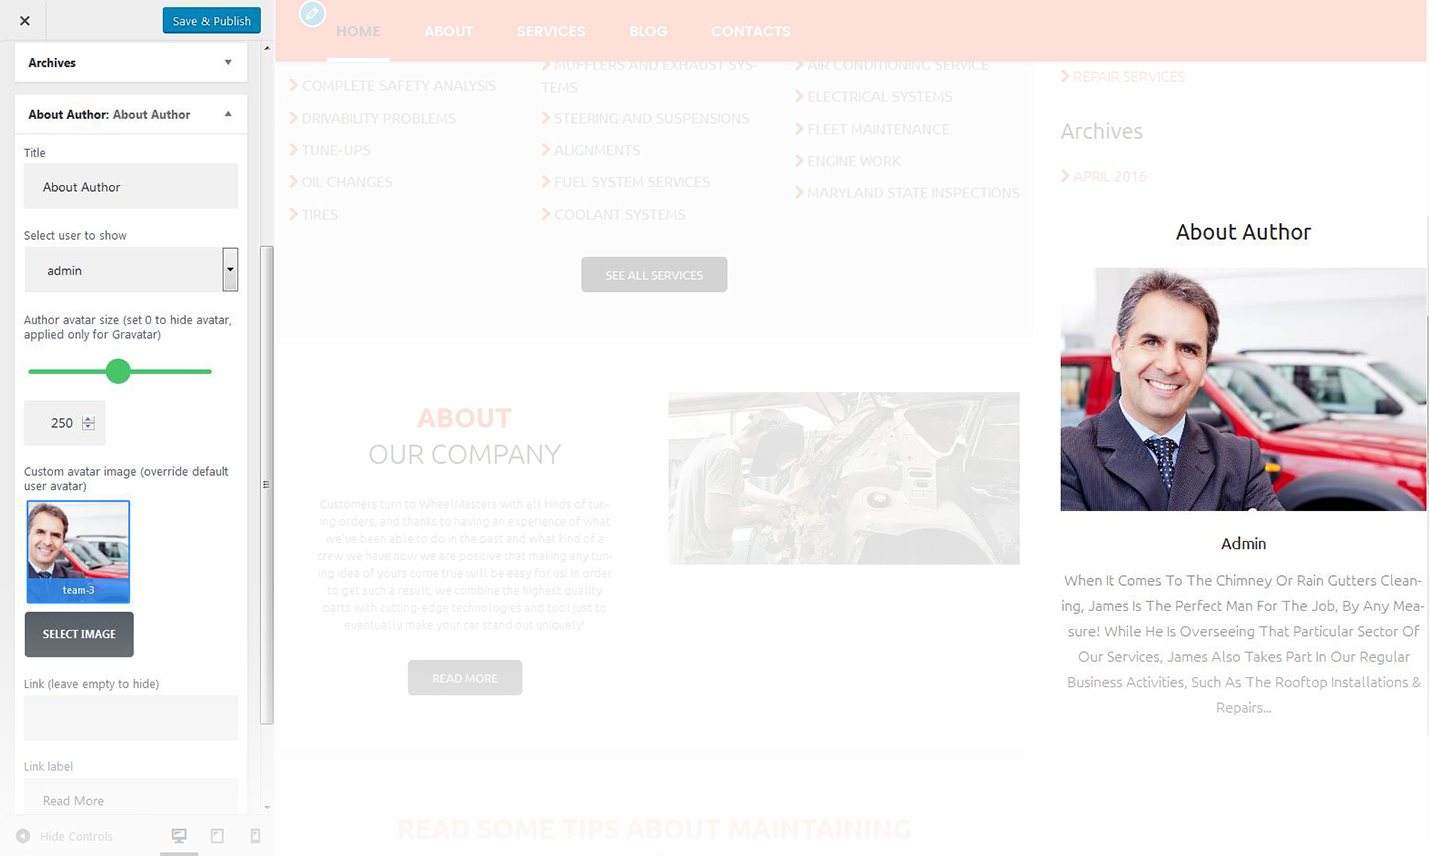 Save & Publish
Archives
About Author: About Author
Title
About Author
Select user to show
admin
Author avatar size (set 0 to hide avatar,
applied only for Gravatar)
250
Custom avatar image (override default
user avatar)
team-3
SELECT IMAGE
Link (leave empty to hide)
Link label
Read More
Hide Controls
HOME
ABOUT
SERVICES
BLOG
CONTACTS
COMPLETE SAFETY ANALYSIS
DRIVABILITY PROBLEMS
TUNE-UPS
OIL CHANGES
TIRES
MUFFLERS AND EXHAUST SYS-
TEMS
STEERING AND SUSPENSIONS
ALIGNMENTS
FUEL SYSTEM SERVICES
COOLANT SYSTEMS
AIR CONDITIONING SERVICE
ELECTRICAL SYSTEMS
FLEET MAINTENANCE
ENGINE WORK
MARYLAND STATE INSPECTIONS
SEE ALL SERVICES
ABOUT
OUR COMPANY
Customers turn to WheelMasters with all kinds of tun-
ing orders, and thanks to having an experience of what
we've been able to do in the past and what kind of a
crew we have now we are positive that making any tun-
ing idea of yours come true will be easy for us! In order
to get such a result, we combine the highest quality
parts with cutting-edge technologies and tool just to
eventually make your car stand out uniquely!
READ MORE
READ SOME TIPS ABOUT MAINTAINING
REPAIR SERVICES
Archives
APRIL 2016
About Author
Admin
When It Comes To The Chimney Or Rain Gutters Clean-
ing, James Is The Perfect Man For The Job, By Any Mea-
sure! While He Is Overseeing That Particular Sector Of
Our Services, James Also Takes Part In Our Regular
Business Activities, Such As The Rooftop Installations &
Repairs...